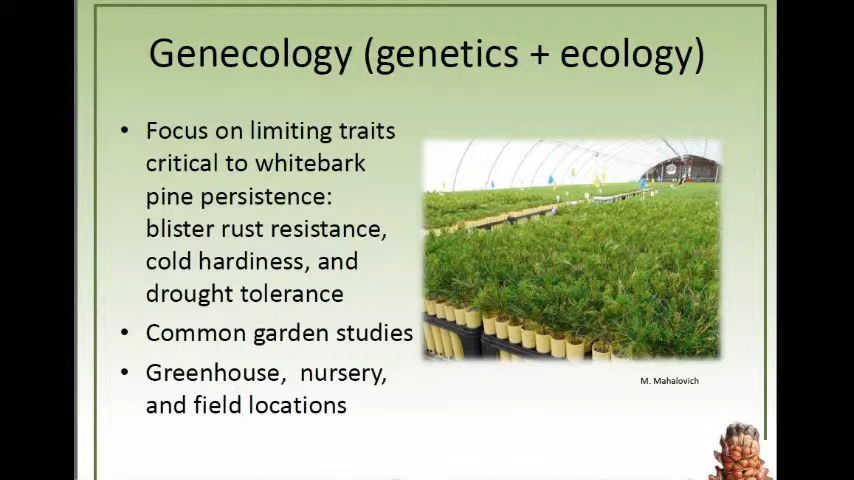 Genecology (genetics + ecology)
• Focus on limiting traits
critical to whitebark
pine persistence:
blister rust resistance,
cold hardiness, and
drought tolerance
• Common garden studies
• Greenhouse, nursery,
and field locations
M. Mahalovich